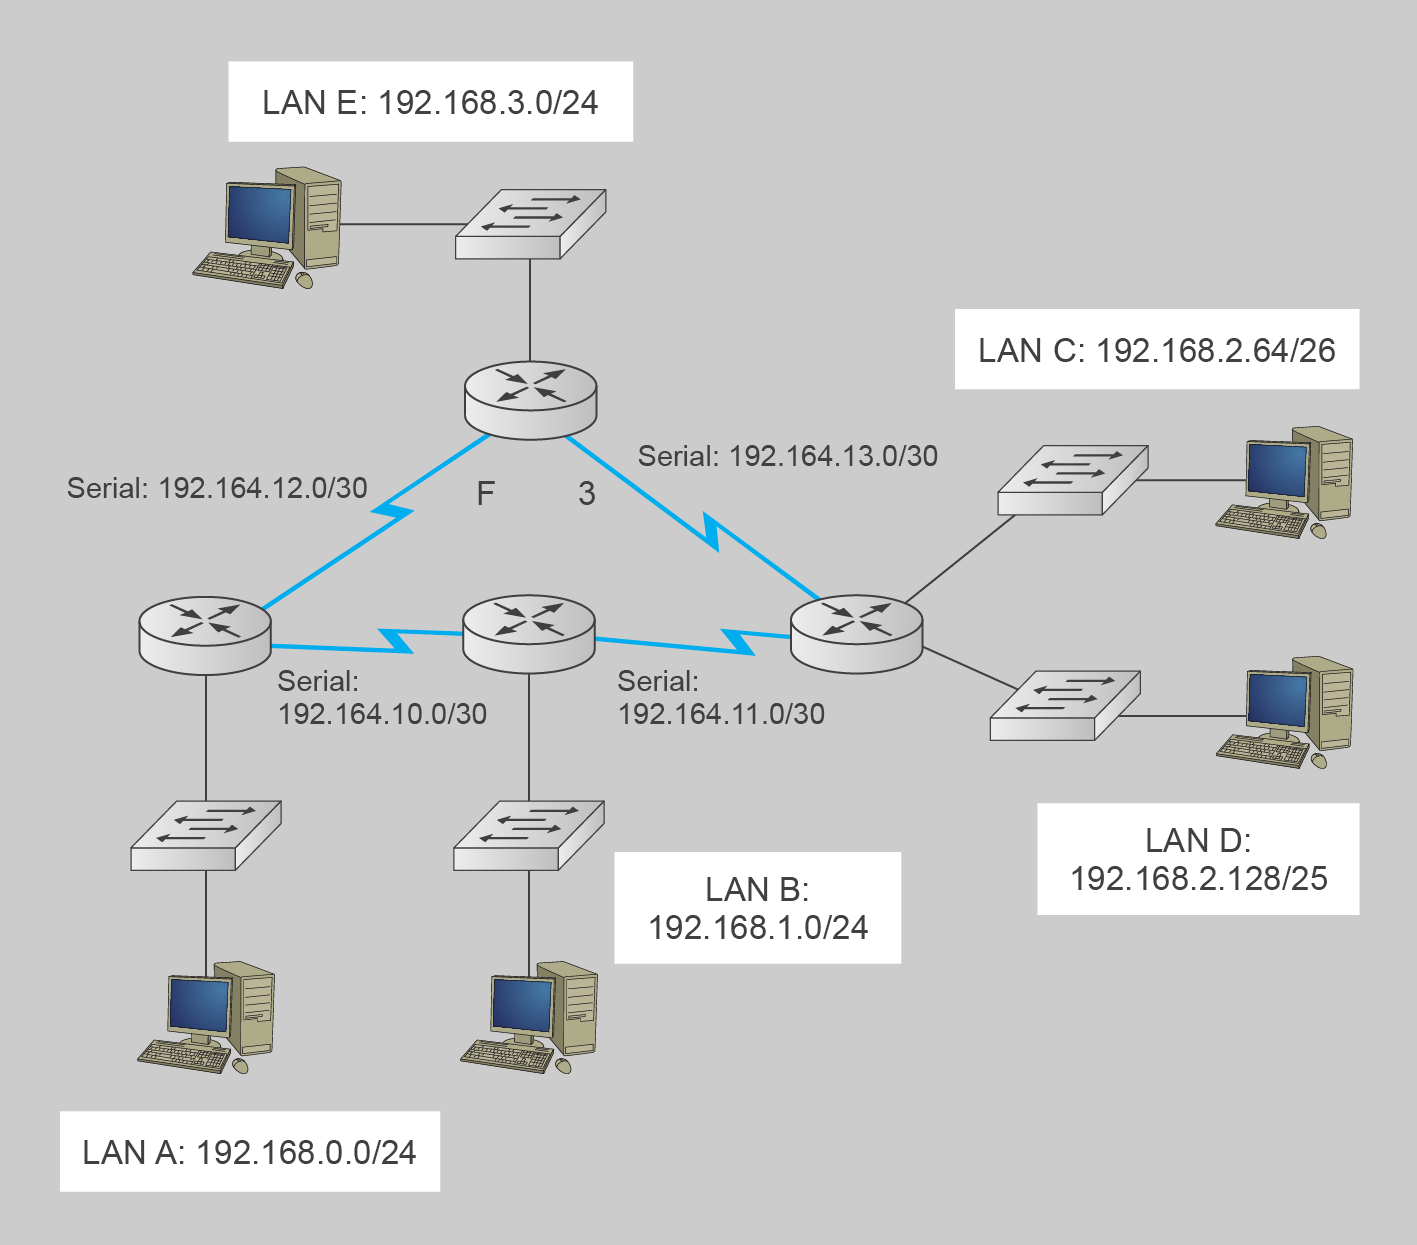 LAN E: 192.168.3.0/24
LAN C: 192.168.2.64/26
Serial: 192.164.13.0/30
Serial: 192.164.12.0/30
F 3
Serial:
192.164.10.0/30
Serial:
192.164.11.0/30
LAN D:
192.168.2.128/25
LAN B:
192.168.1.0/24
LAN A: 192.168.0.0/24